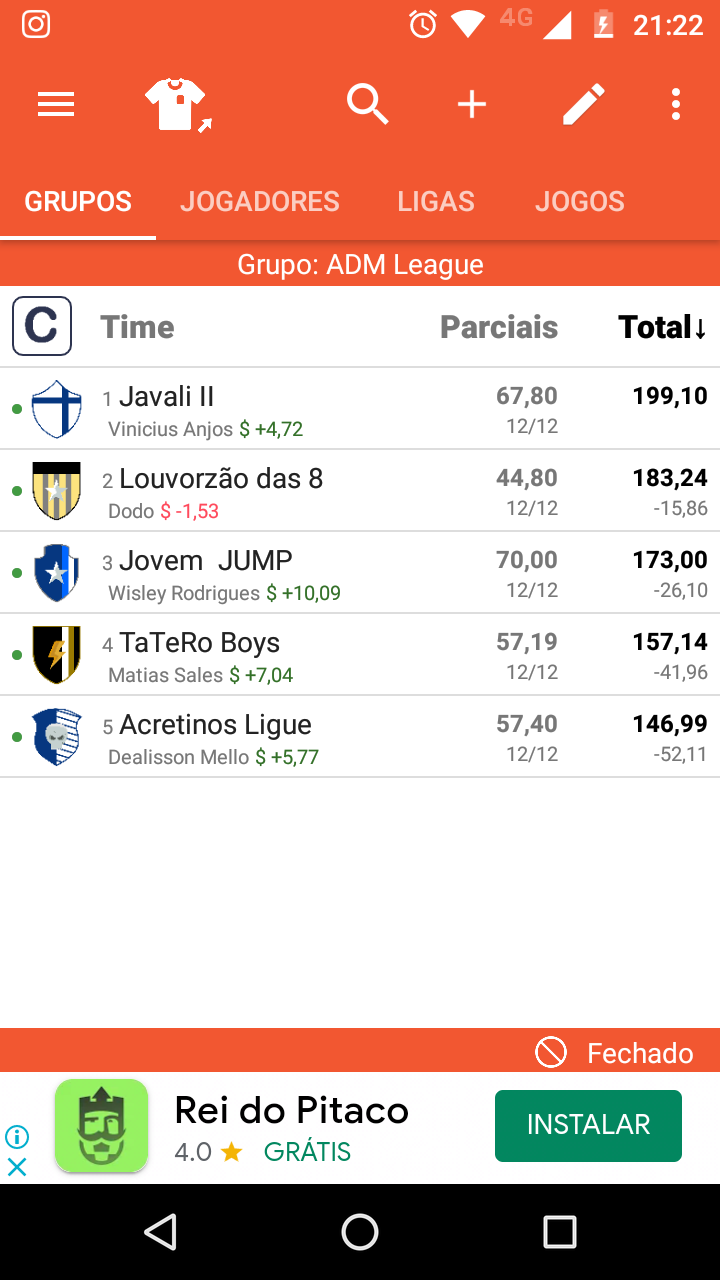 4G 21:22
GRUPOS JOGADORES LIGAS JOGOS
Grupo: ADM League
C Time Parciais Total↓
1 Javali II 67,80 199,10
Vinicius Anjos $ +4,72 12/12
2 Louvorzão das 8 44,80 183,24
Dodo $ -1,53 12/12 -15,86
3 Jovem  JUMP 70,00 173,00
Wisley Rodrigues $ +10,09 12/12 -26,10
4 TaTeRo Boys 57,19 157,14
Matias Sales $ +7,04 12/12 -41,96
5 Acretinos Ligue 57,40 146,99
Dealisson Mello $ +5,77 12/12 -52,11
Fechado
Rei do Pitaco
4.0 ★ GRÁTIS
INSTALAR